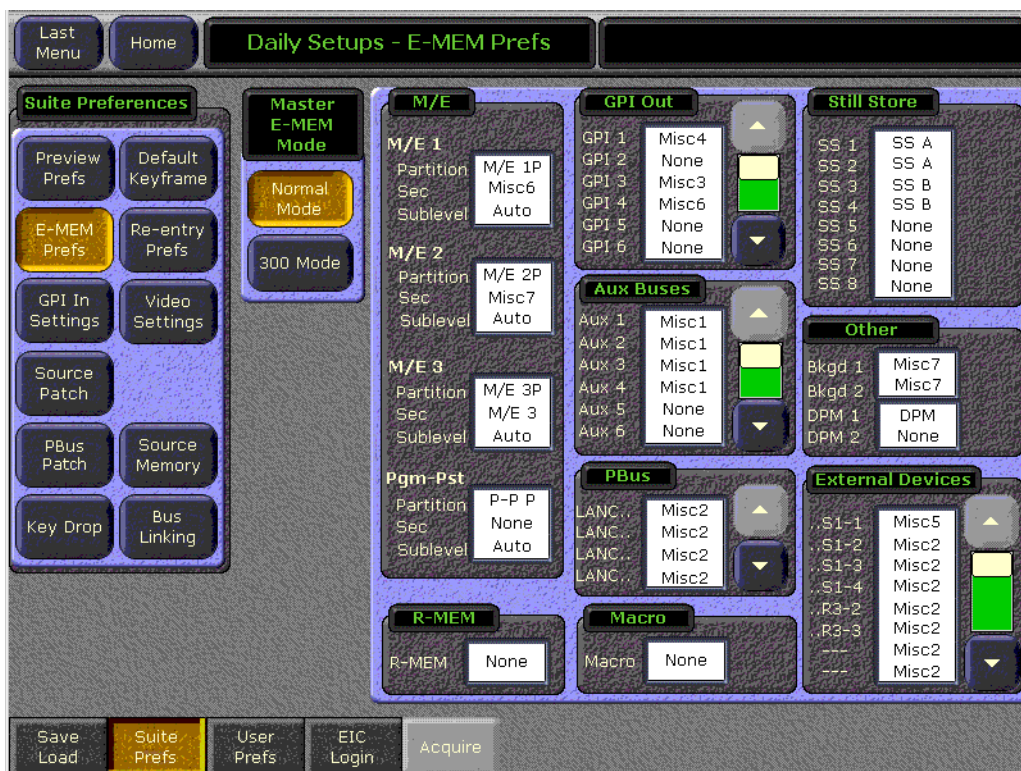 Last Menu
Home
Daily Setups - E-MEM Prefs
Suite Preferences
Preview Prefs
Default Keyframe
E-MEM Prefs
Re-entry Prefs
GPI In Settings
Video Settings
Source Patch
PBus Patch
Source Memory
Key Drop
Bus Linking
Master E-MEM Mode
Normal Mode
300 Mode
M/E
M/E 1
Partition M/E 1P
Sec Misc6
Sublevel Auto
M/E 2
Partition M/E 2P
Sec Misc7
Sublevel Auto
M/E 3
Partition M/E 3P
Sec M/E 3
Sublevel Auto
Pgm-Pst
Partition P-P P
Sec None
Sublevel Auto
R-MEM
R-MEM None
GPI Out
GPI 1 Misc4
GPI 2 None
GPI 3 Misc3
GPI 4 Misc6
GPI 5 None
GPI 6 None
Aux Buses
Aux 1 Misc1
Aux 2 Misc1
Aux 3 Misc1
Aux 4 Misc1
Aux 5 None
Aux 6 None
PBus
LANC.. Misc2
LANC.. Misc2
LANC.. Misc2
LANC.. Misc2
Macro
Macro None
Still Store
SS 1 SS A
SS 2 SS A
SS 3 SS B
SS 4 SS B
SS 5 None
SS 6 None
SS 7 None
SS 8 None
Other
Bkgd 1 Misc7
Bkgd 2 Misc7
DPM 1 DPM
DPM 2 None
External Devices
..S1-1 Misc5
..S1-2 Misc2
..S1-3 Misc2
..S1-4 Misc2
..R3-2 Misc2
..R3-3 Misc2
--- Misc2
--- Misc2
Save Load
Suite Prefs
User Prefs
EIC Login
Acquire